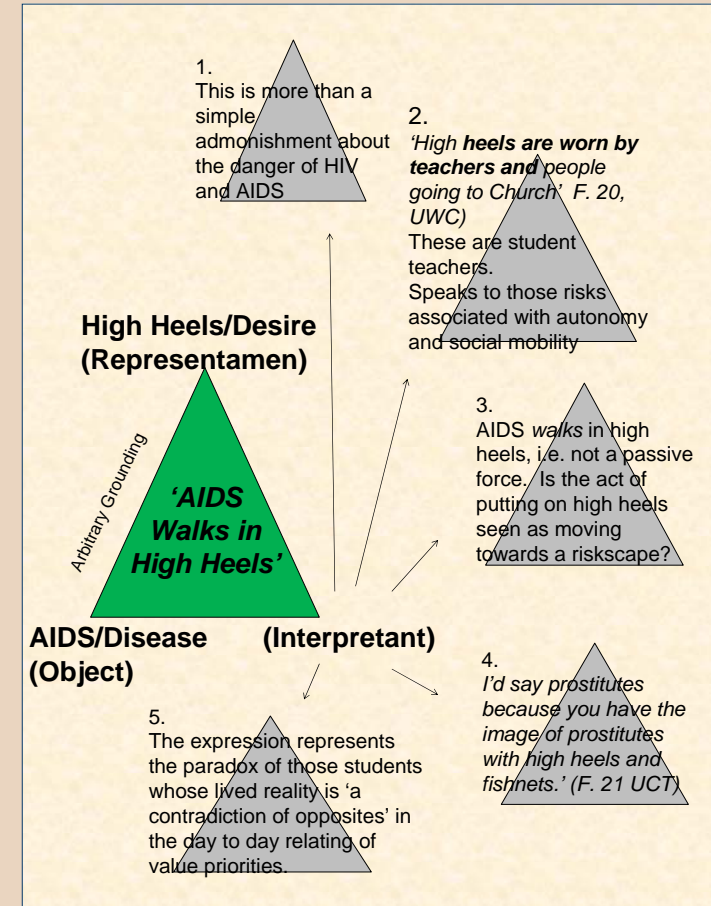 1.
This is more than a
simple
admonishment about
the danger of HIV
and AIDS
2.
‘High heels are worn by
teachers and people
going to Church’ F. 20,
UWC)
These are student
teachers.
Speaks to those risks
associated with autonomy
and social mobility
High Heels/Desire
(Representamen)
Arbitrary Grounding
‘AIDS
Walks in
High Heels’
AIDS/Disease
(Object)
(Interpretant)
3.
AIDS walks in high
heels, i.e. not a passive
force. Is the act of
putting on high heels
seen as moving
towards a riskscape?
4.
I’d say prostitutes
because you have the
image of prostitutes
with high heels and
fishnets.’ (F. 21 UCT)
5.
The expression represents
the paradox of those students
whose lived reality is ‘a
contradiction of opposites’ in
the day to day relating of
value priorities.